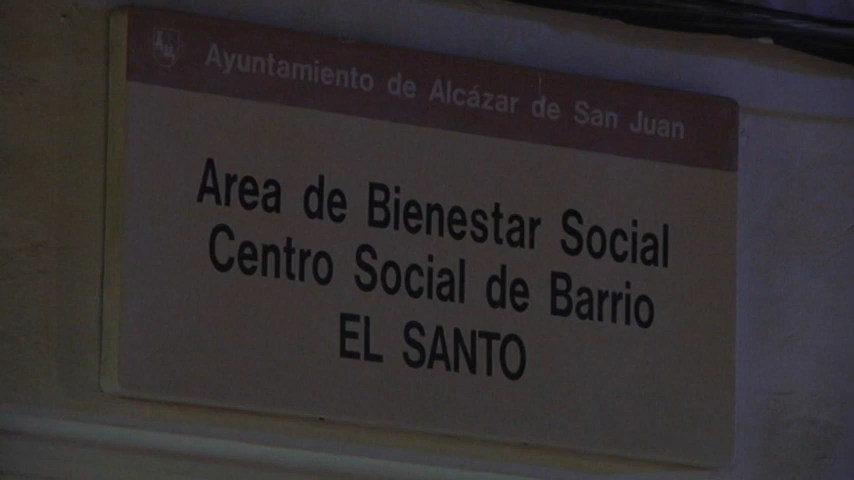 Ayuntamiento de Alcázar de San Juan
Area de Bienestar Social
Centro Social de Barrio
EL SANTO